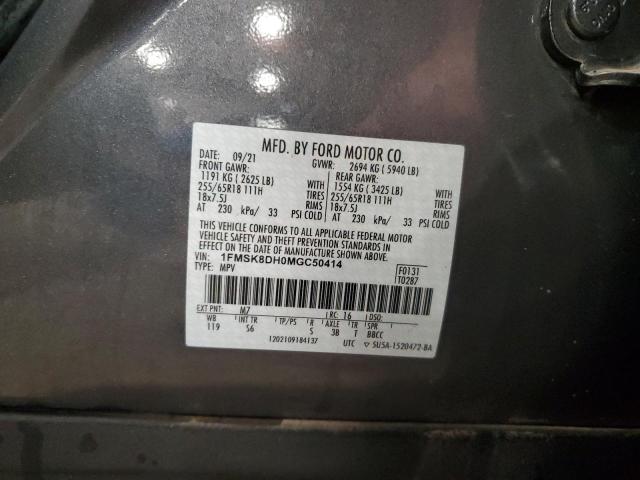 MFD. BY FORD MOTOR CO.
DATE: 09/21 GVWR: 2694 KG ( 5940 LB)
FRONT GAWR: REAR GAWR:
1191 KG ( 2625 LB) WITH 1554 KG ( 3425 LB) WITH
255/65R18 111H TIRES 255/65R18 111H TIRES
18x7.5J RIMS 18x7.5J RIMS
AT 230 kPa/ 33 PSI COLD AT 230 kPa/ 33 PSI COLD
THIS VEHICLE CONFORMS TO ALL APPLICABLE FEDERAL MOTOR
VEHICLE SAFETY AND THEFT PREVENTION STANDARDS IN
EFFECT ON THE DATE OF MANUFACTURE SHOWN ABOVE.
VIN: 1FMSK8DH0MGC50414 F0131
TYPE: MPV T0287
EXT PNT: M7 RC: 16 DSO:
WB INT TR TP/PS R AXLE TR SPR
119 S6 S 3B T BBCC
1202109184137 UTC ▽ 5U5A-1520472-BA